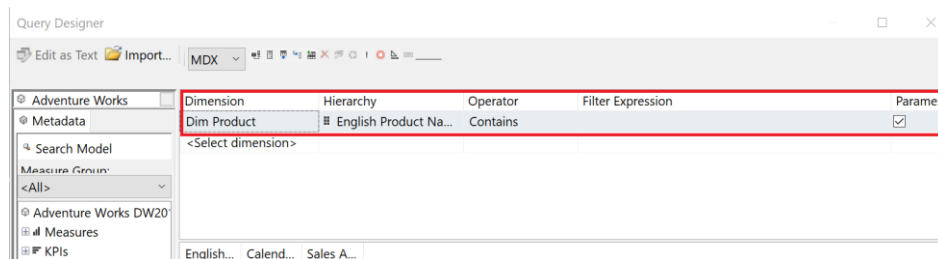 Query Designer
Edit as Text Import... MDX
Adventure Works
Metadata
Search Model
Measure Group:
<All>
Adventure Works DW201
Measures
KPIs
Dimension Hierarchy Operator Filter Expression Parame
Dim Product English Product Na... Contains
<Select dimension>
English... Calend... Sales A...